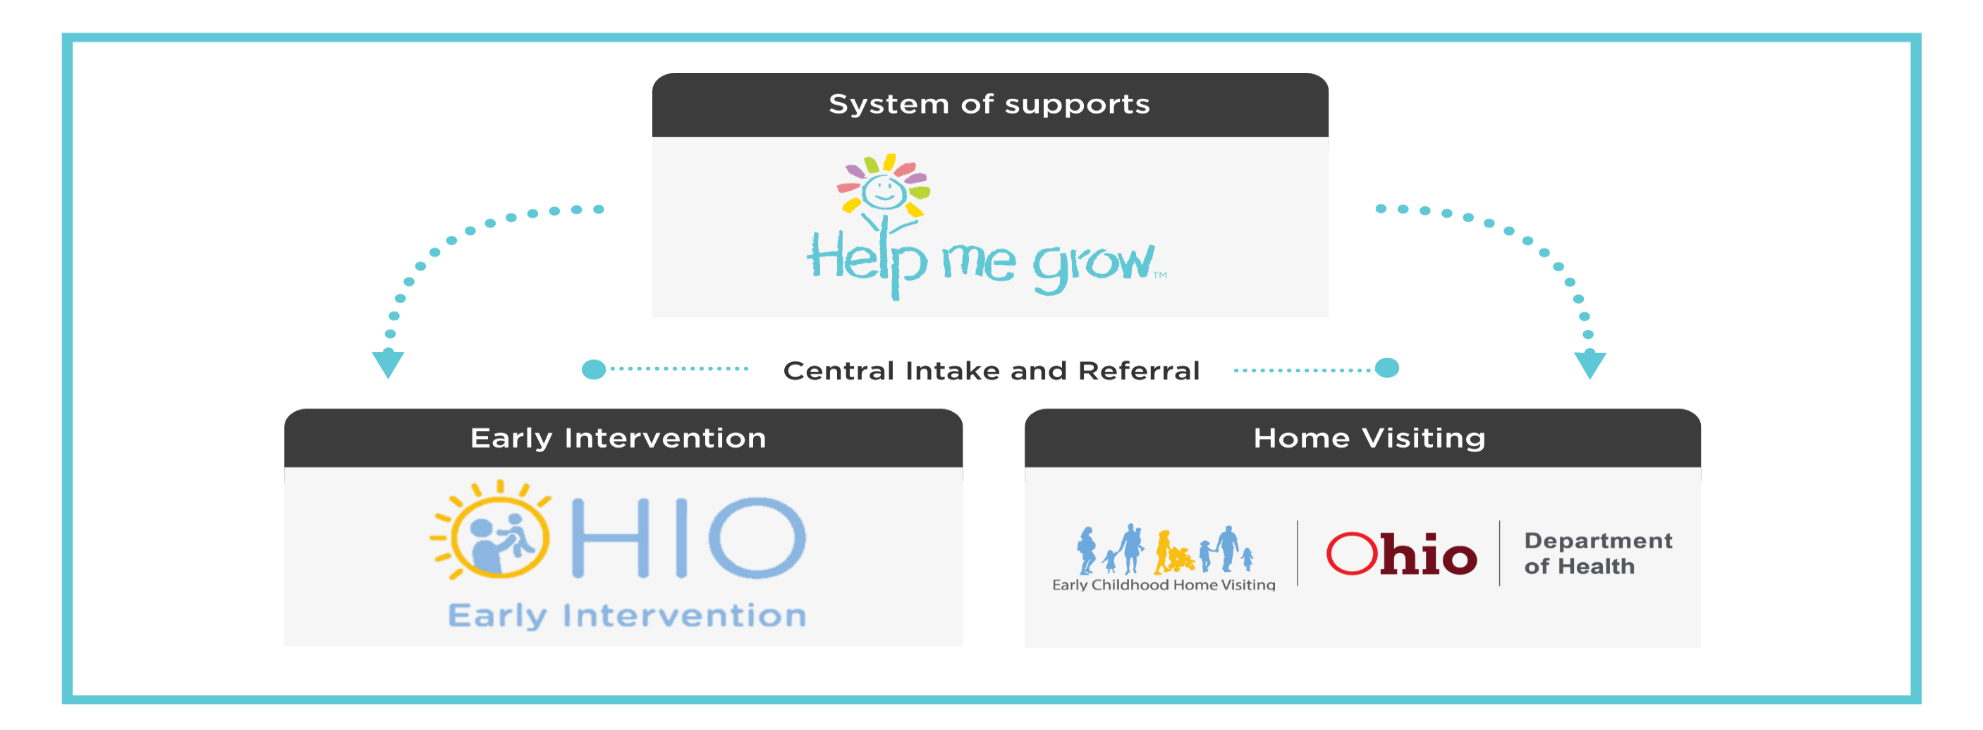 System of supports
Help me grow™
Central Intake and Referral
Early Intervention
OHIO
Early Intervention
Home Visiting
Early Childhood Home Visiting
Ohio
Department
of Health